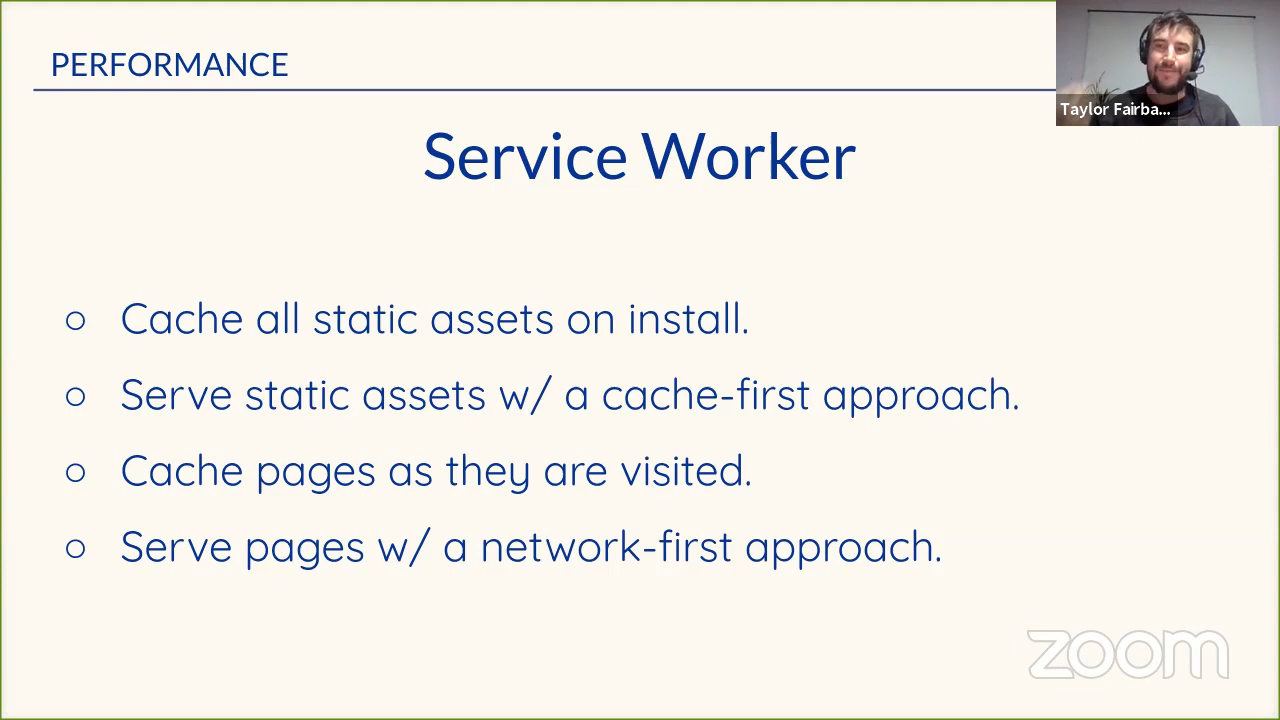 PERFORMANCE
Taylor Fairba...
Service Worker
○ Cache all static assets on install.
○ Serve static assets w/ a cache-first approach.
○ Cache pages as they are visited.
○ Serve pages w/ a network-first approach.
zoom